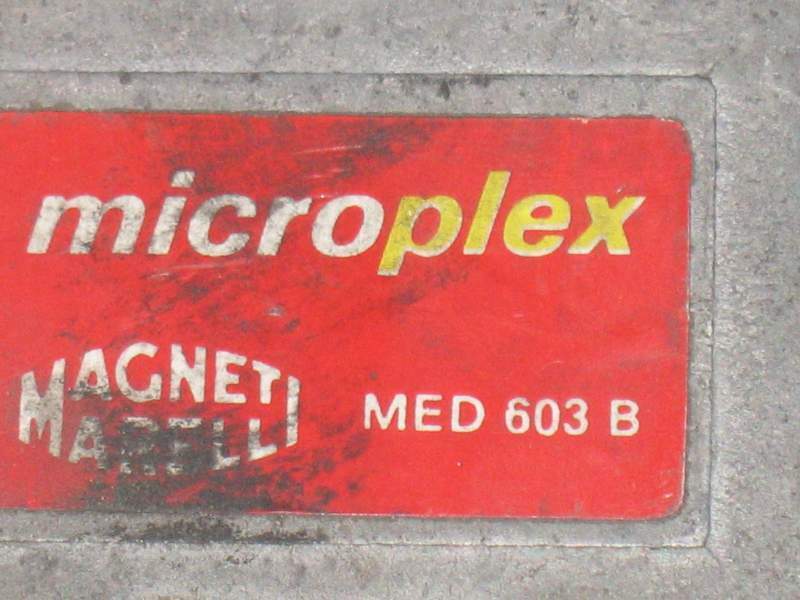 microplex
MAGNETI
MARELLI
MED 603 B